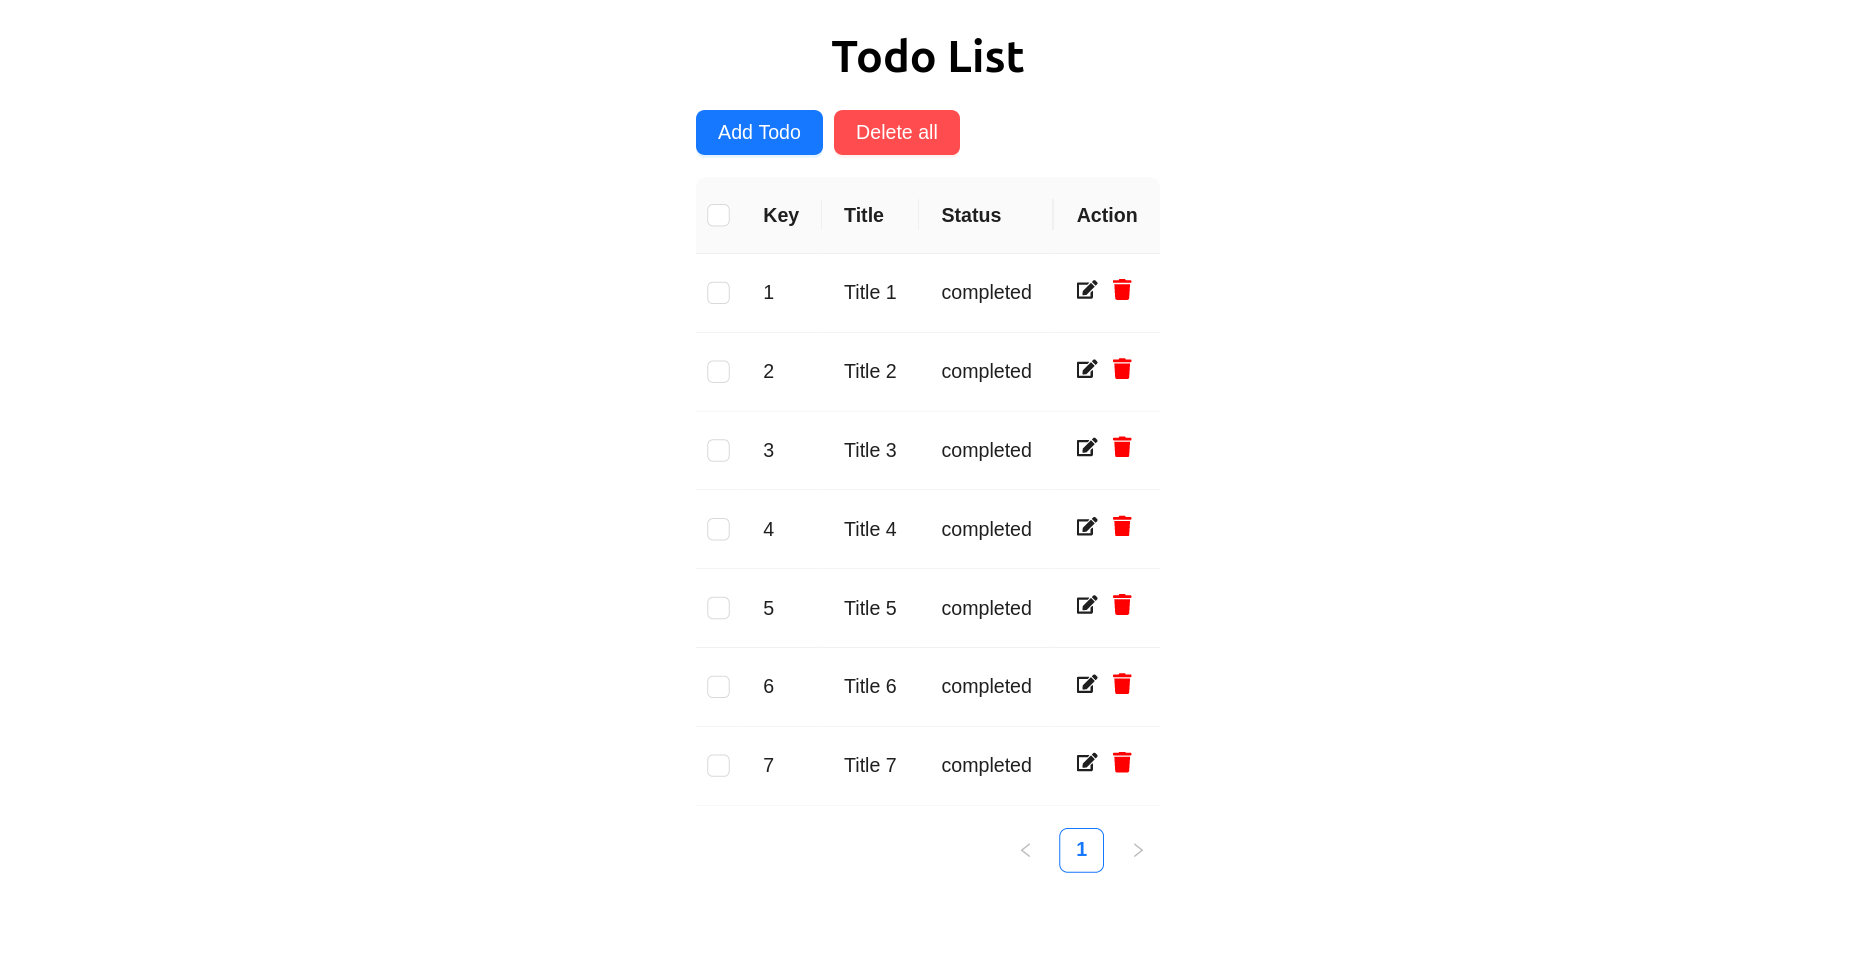 Todo List
Add Todo Delete all
Key Title Status Action
1 Title 1 completed
2 Title 2 completed
3 Title 3 completed
4 Title 4 completed
5 Title 5 completed
6 Title 6 completed
7 Title 7 completed
1